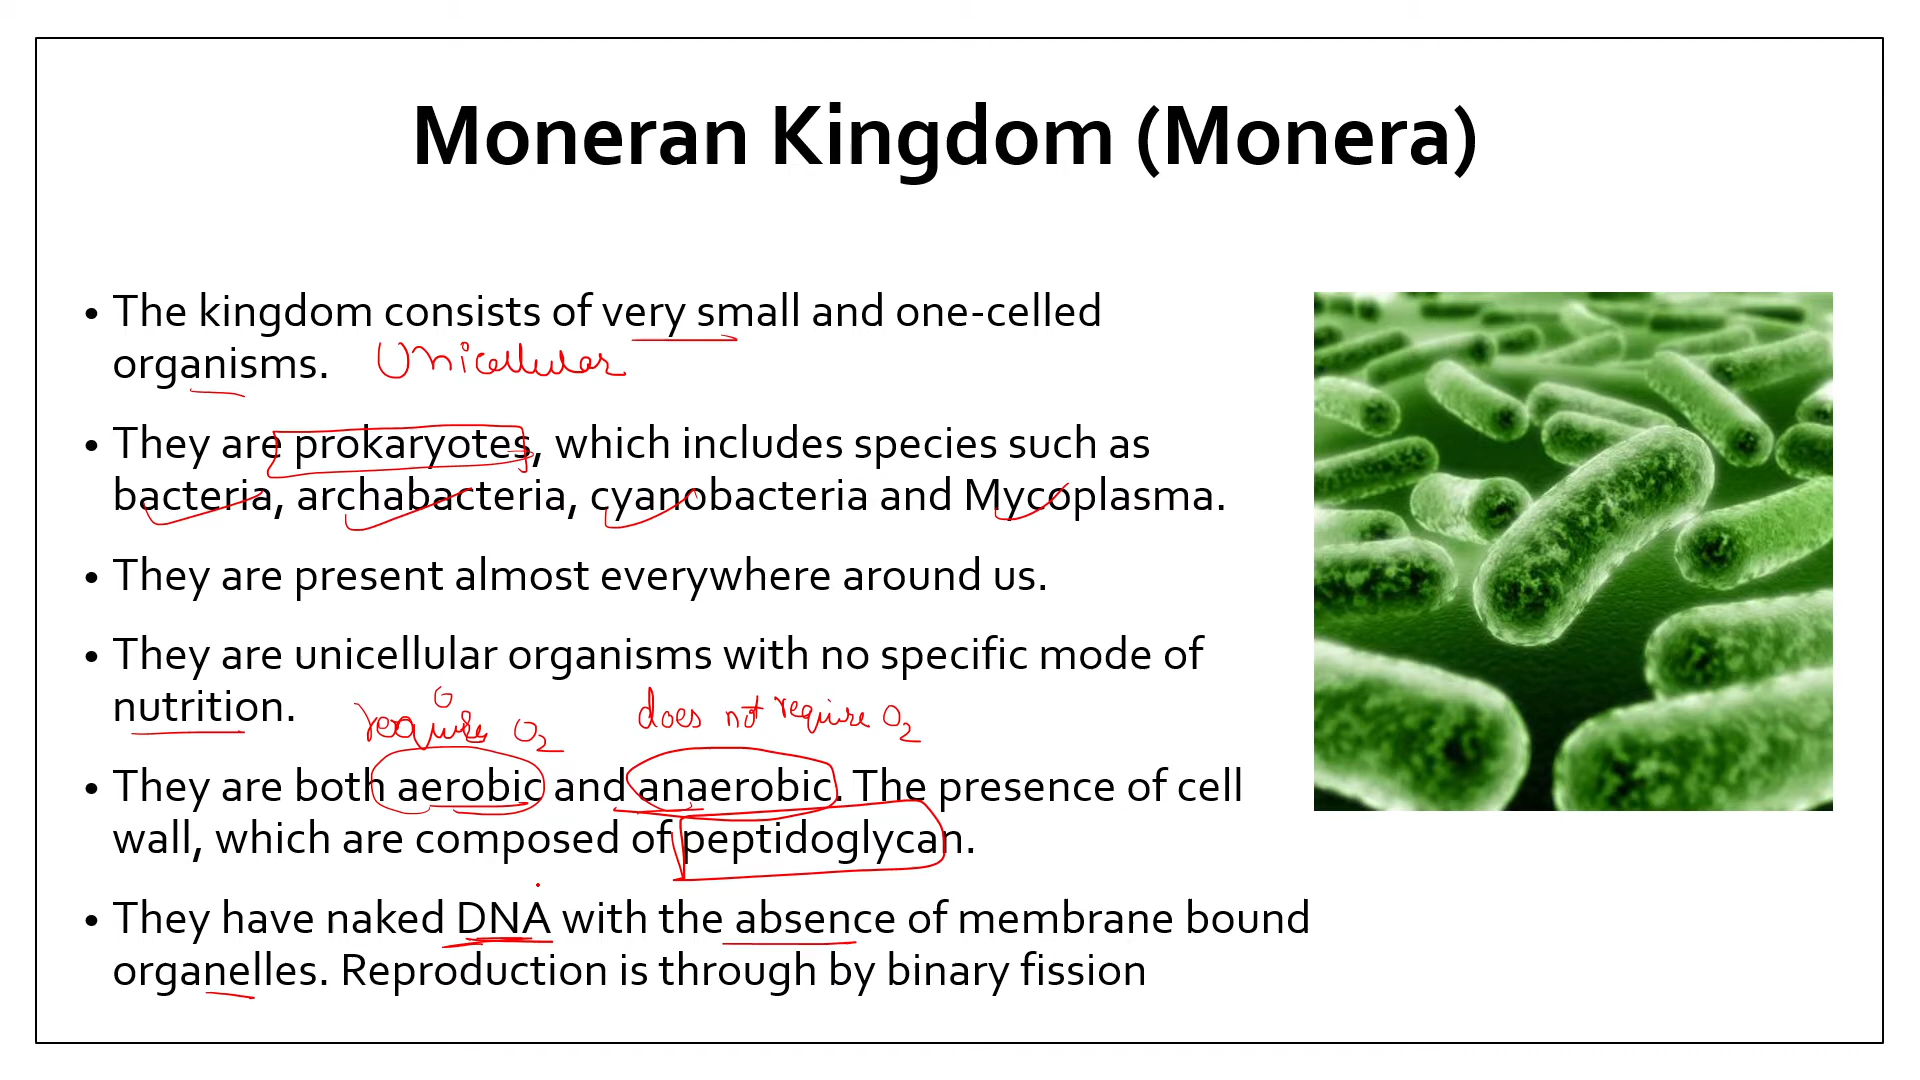 Moneran Kingdom (Monera)
• The kingdom consists of very small and one-celled
organisms. Unicellular
• They are prokaryotes, which includes species such as
bacteria, archabacteria, cyanobacteria and Mycoplasma.
• They are present almost everywhere around us.
• They are unicellular organisms with no specific mode of
nutrition.
require O2 does not require O2
• They are both aerobic and anaerobic. The presence of cell
wall, which are composed of peptidoglycan.
• They have naked DNA with the absence of membrane bound
organelles. Reproduction is through by binary fission